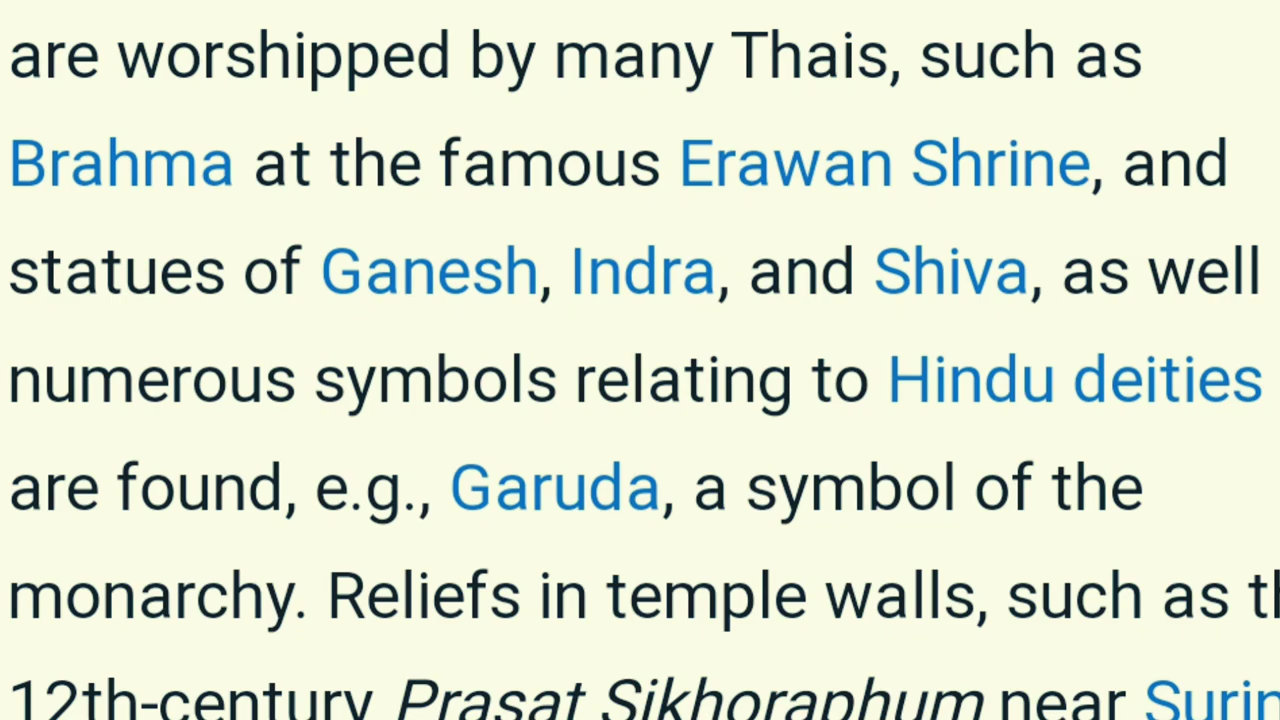 are worshipped by many Thais, such as
Brahma at the famous Erawan Shrine, and
statues of Ganesh, Indra, and Shiva, as well
numerous symbols relating to Hindu deities
are found, e.g., Garuda, a symbol of the
monarchy. Reliefs in temple walls, such as
12th-century Prasat Sikhoraphum near